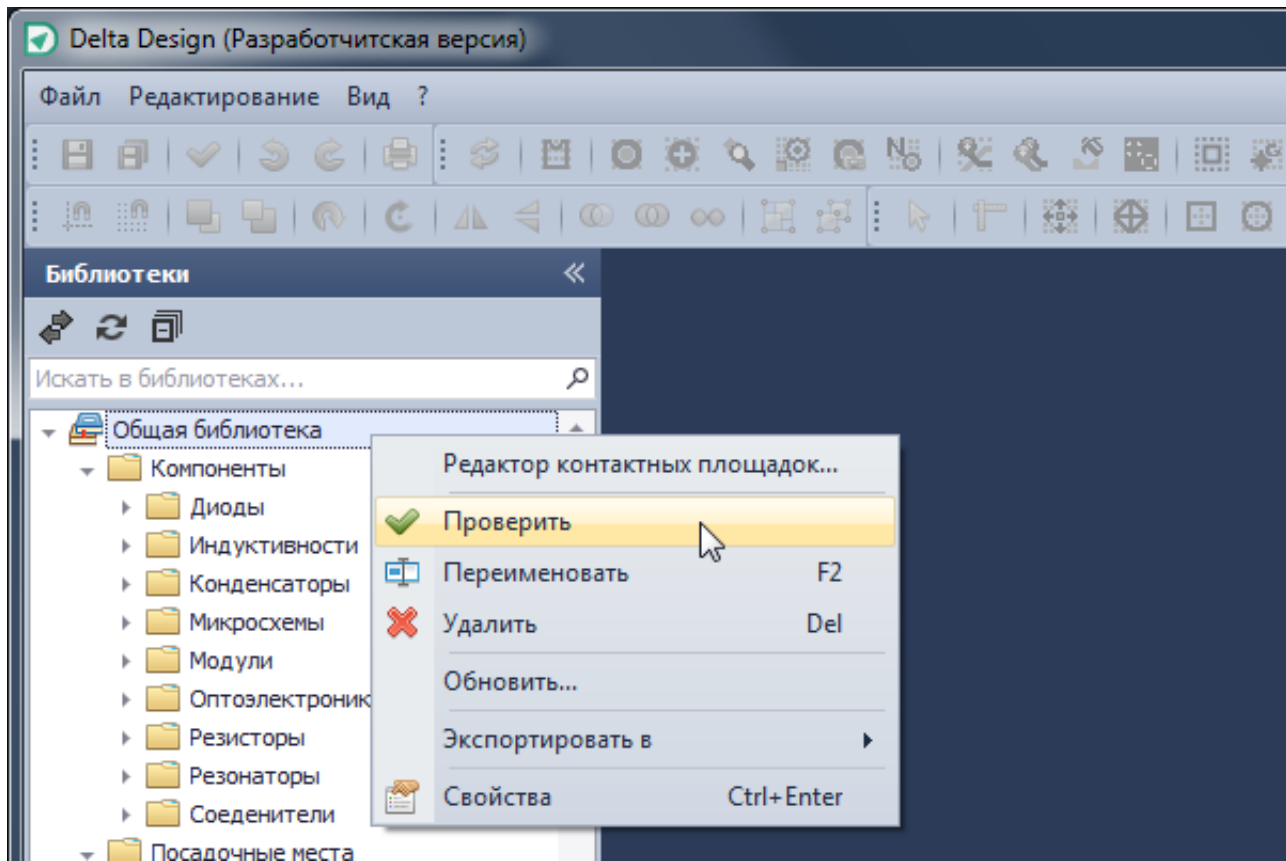 Delta Design (Разработчитская версия)
Файл Редактирование Вид ?
Библиотеки
Искать в библиотеках...
Общая библиотека
Компоненты
Диоды
Индуктивности
Конденсаторы
Микросхемы
Модули
Оптоэлектроник
Резисторы
Резонаторы
Соеденители
Посадочные места
Редактор контактных площадок...
Проверить
Переименовать F2
Удалить Del
Обновить...
Экспортировать в
Свойства Ctrl+Enter